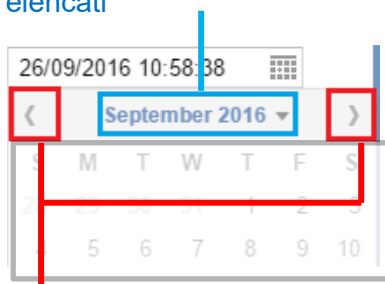 elencati
26/09/2016 10:58:38
September 2016
S M T W T F S
28 29 30 31 1 2 3
4 5 6 7 8 9 10